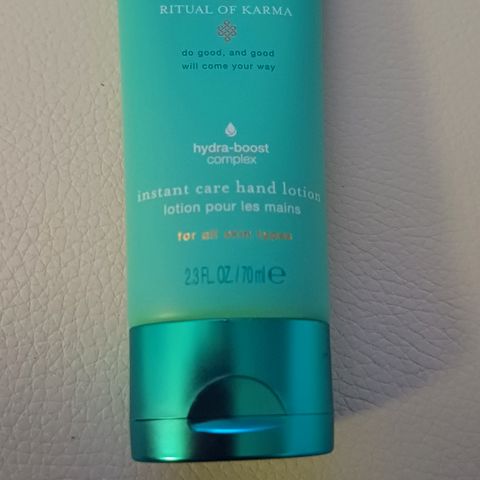 RITUAL OF KARMA
do good, and good
will come your way
hydra-boost
complex
instant care hand lotion
lotion pour les mains
for all skin types
2.3 FL. OZ. / 70 ml ℮